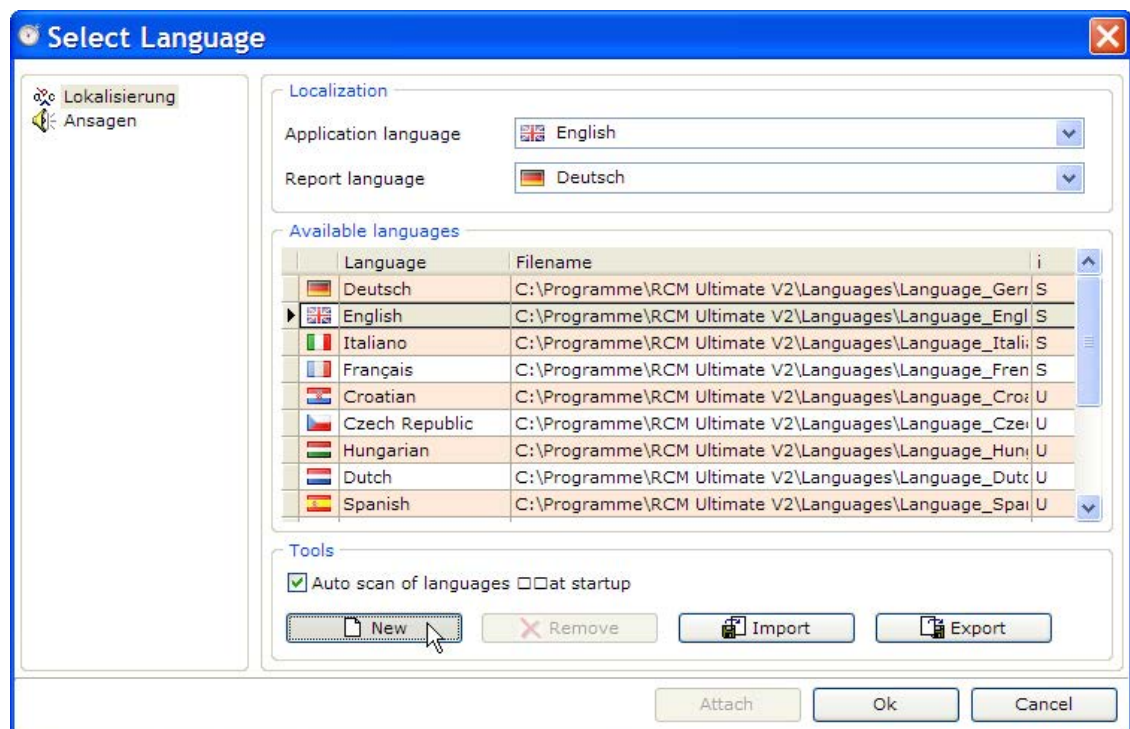 Select Language
Lokalisierung
Ansagen
Localization
Application language English
Report language Deutsch
Available languages
Language Filename i
Deutsch C:\Programme\RCM Ultimate V2\Languages\Language_Gerr S
English C:\Programme\RCM Ultimate V2\Languages\Language_Engl S
Italiano C:\Programme\RCM Ultimate V2\Languages\Language_Itali S
Français C:\Programme\RCM Ultimate V2\Languages\Language_Fren S
Croatian C:\Programme\RCM Ultimate V2\Languages\Language_Croa U
Czech Republic C:\Programme\RCM Ultimate V2\Languages\Language_Cze U
Hungarian C:\Programme\RCM Ultimate V2\Languages\Language_Hung U
Dutch C:\Programme\RCM Ultimate V2\Languages\Language_Dutc U
Spanish C:\Programme\RCM Ultimate V2\Languages\Language_Spa U
Tools
Auto scan of languages □□at startup
New Remove Import Export
Attach Ok Cancel